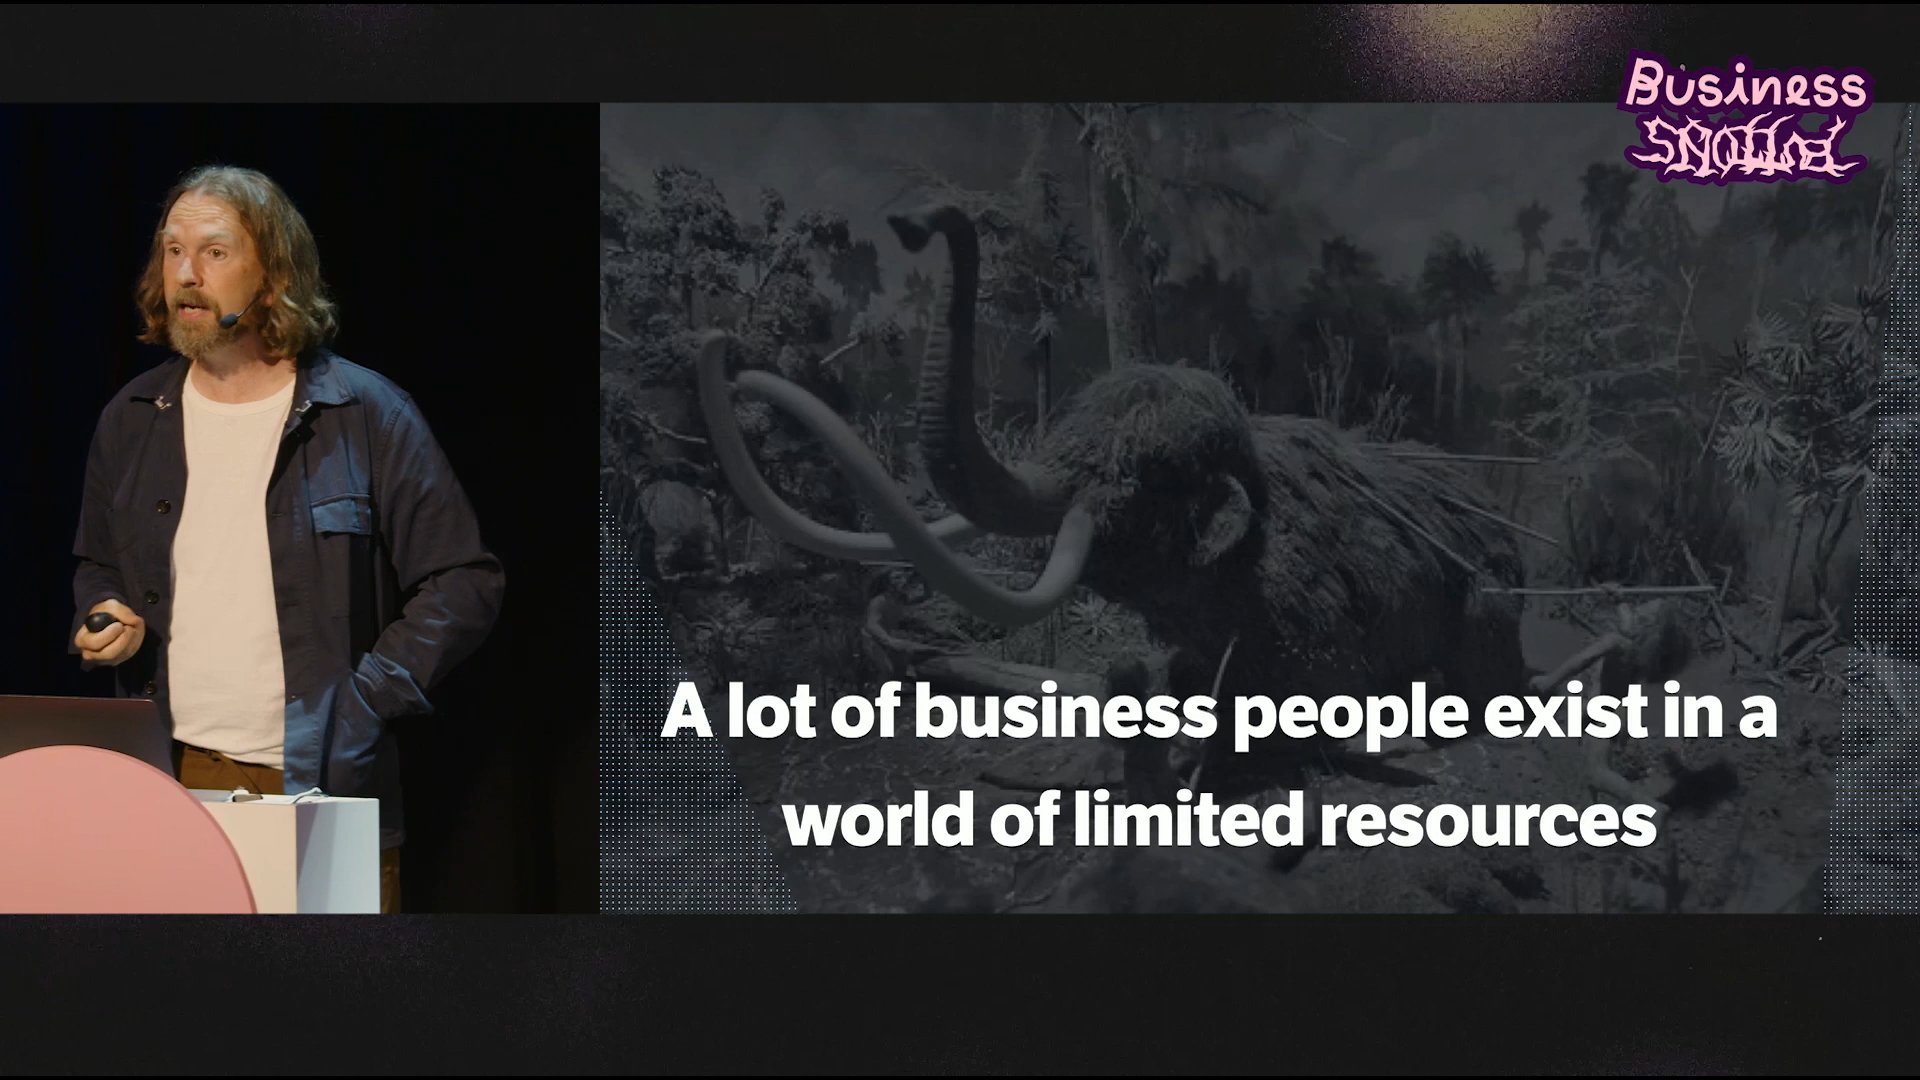 Business
A lot of business people exist in a
world of limited resources